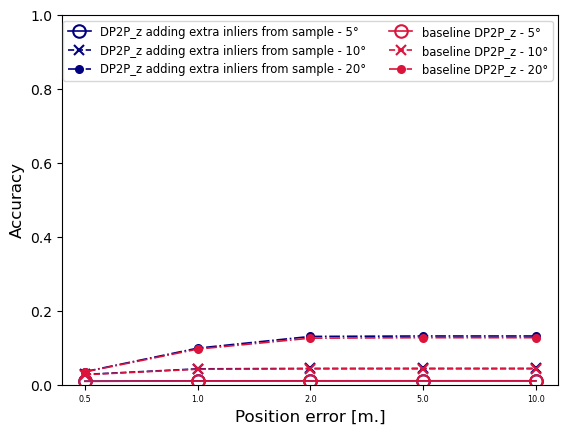 DP2P_z adding extra inliers from sample - 5°
DP2P_z adding extra inliers from sample - 10°
DP2P_z adding extra inliers from sample - 20°
baseline DP2P_z - 5°
baseline DP2P_z - 10°
baseline DP2P_z - 20°
1.0
0.8
0.6
0.4
0.2
0.0
Accuracy
0.5 1.0 2.0 5.0 10.0
Position error [m.]